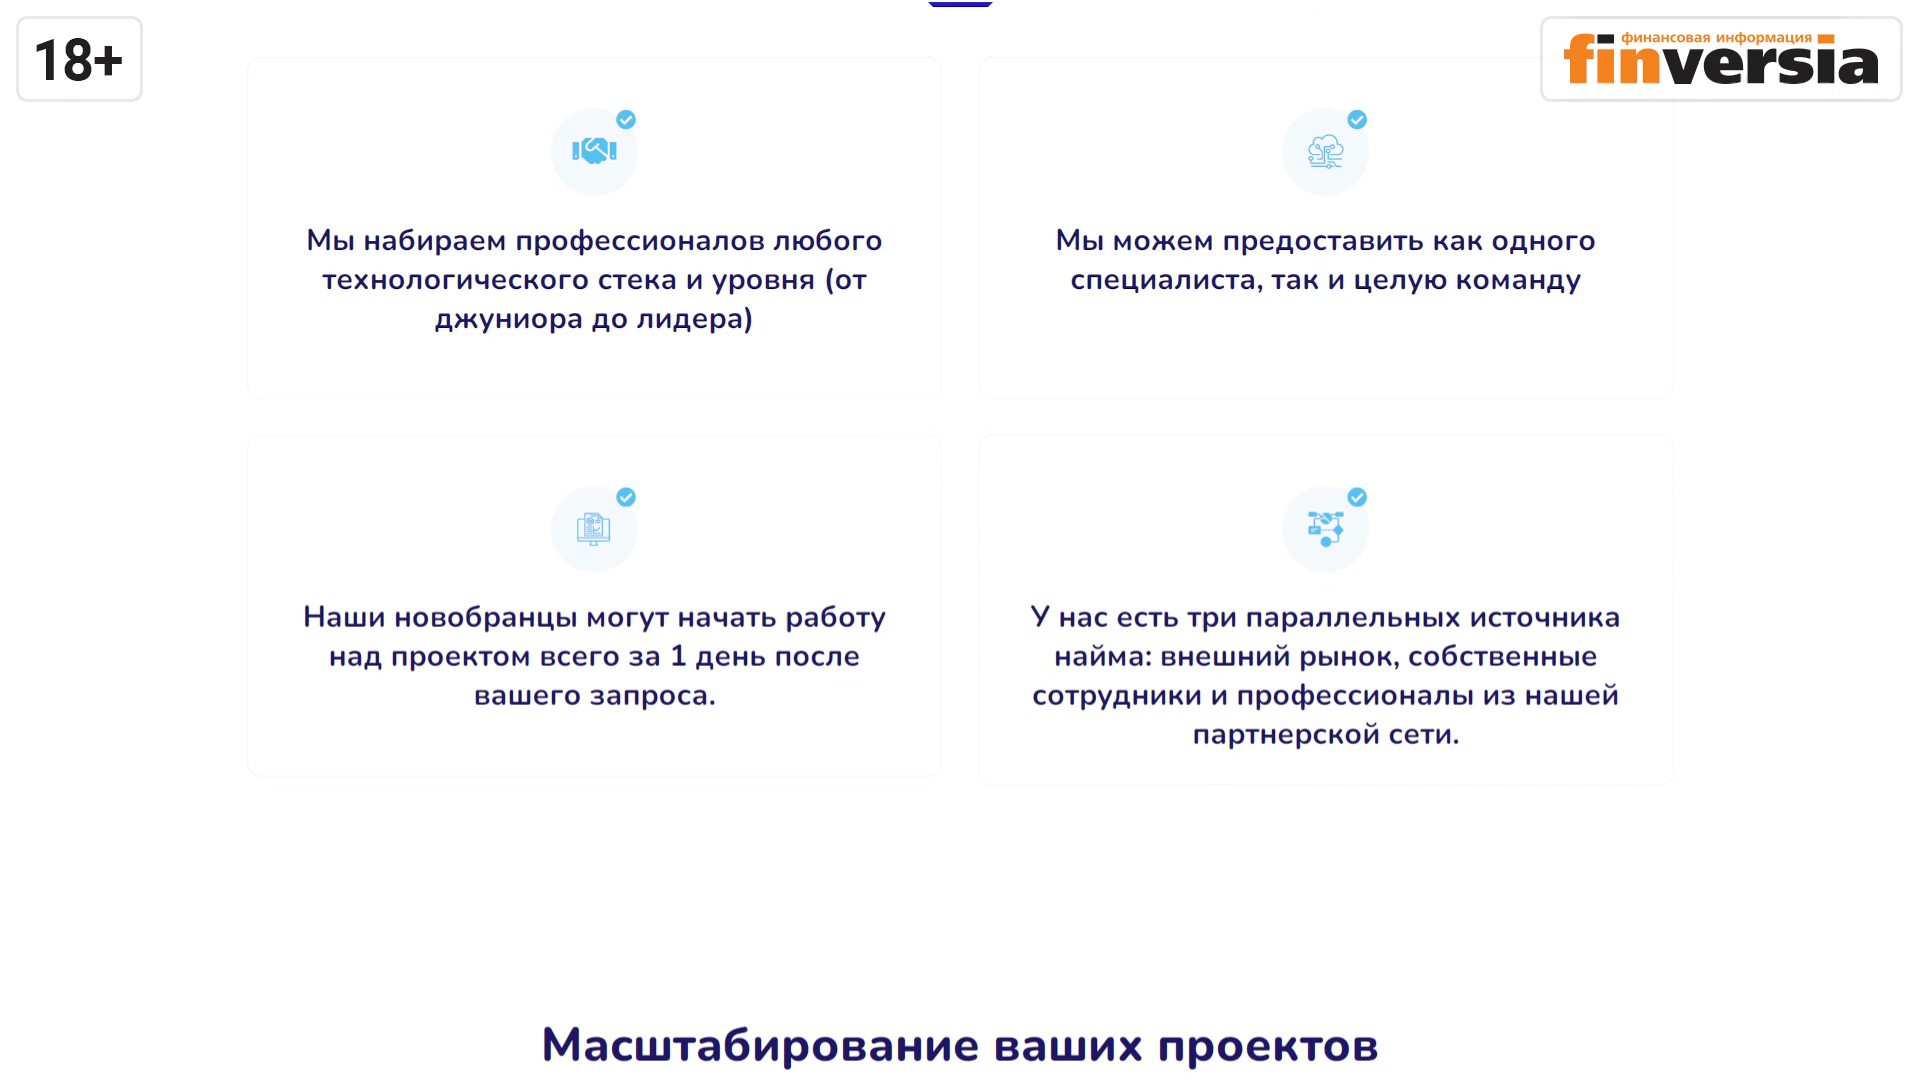 18+
финансовая информация
finversia
Мы набираем профессионалов любого
технологического стека и уровня (от
джуниора до лидера)
Мы можем предоставить как одного
специалиста, так и целую команду
Наши новобранцы могут начать работу
над проектом всего за 1 день после
вашего запроса.
У нас есть три параллельных источника
найма: внешний рынок, собственные
сотрудники и профессионалы из нашей
партнерской сети.
Масштабирование ваших проектов